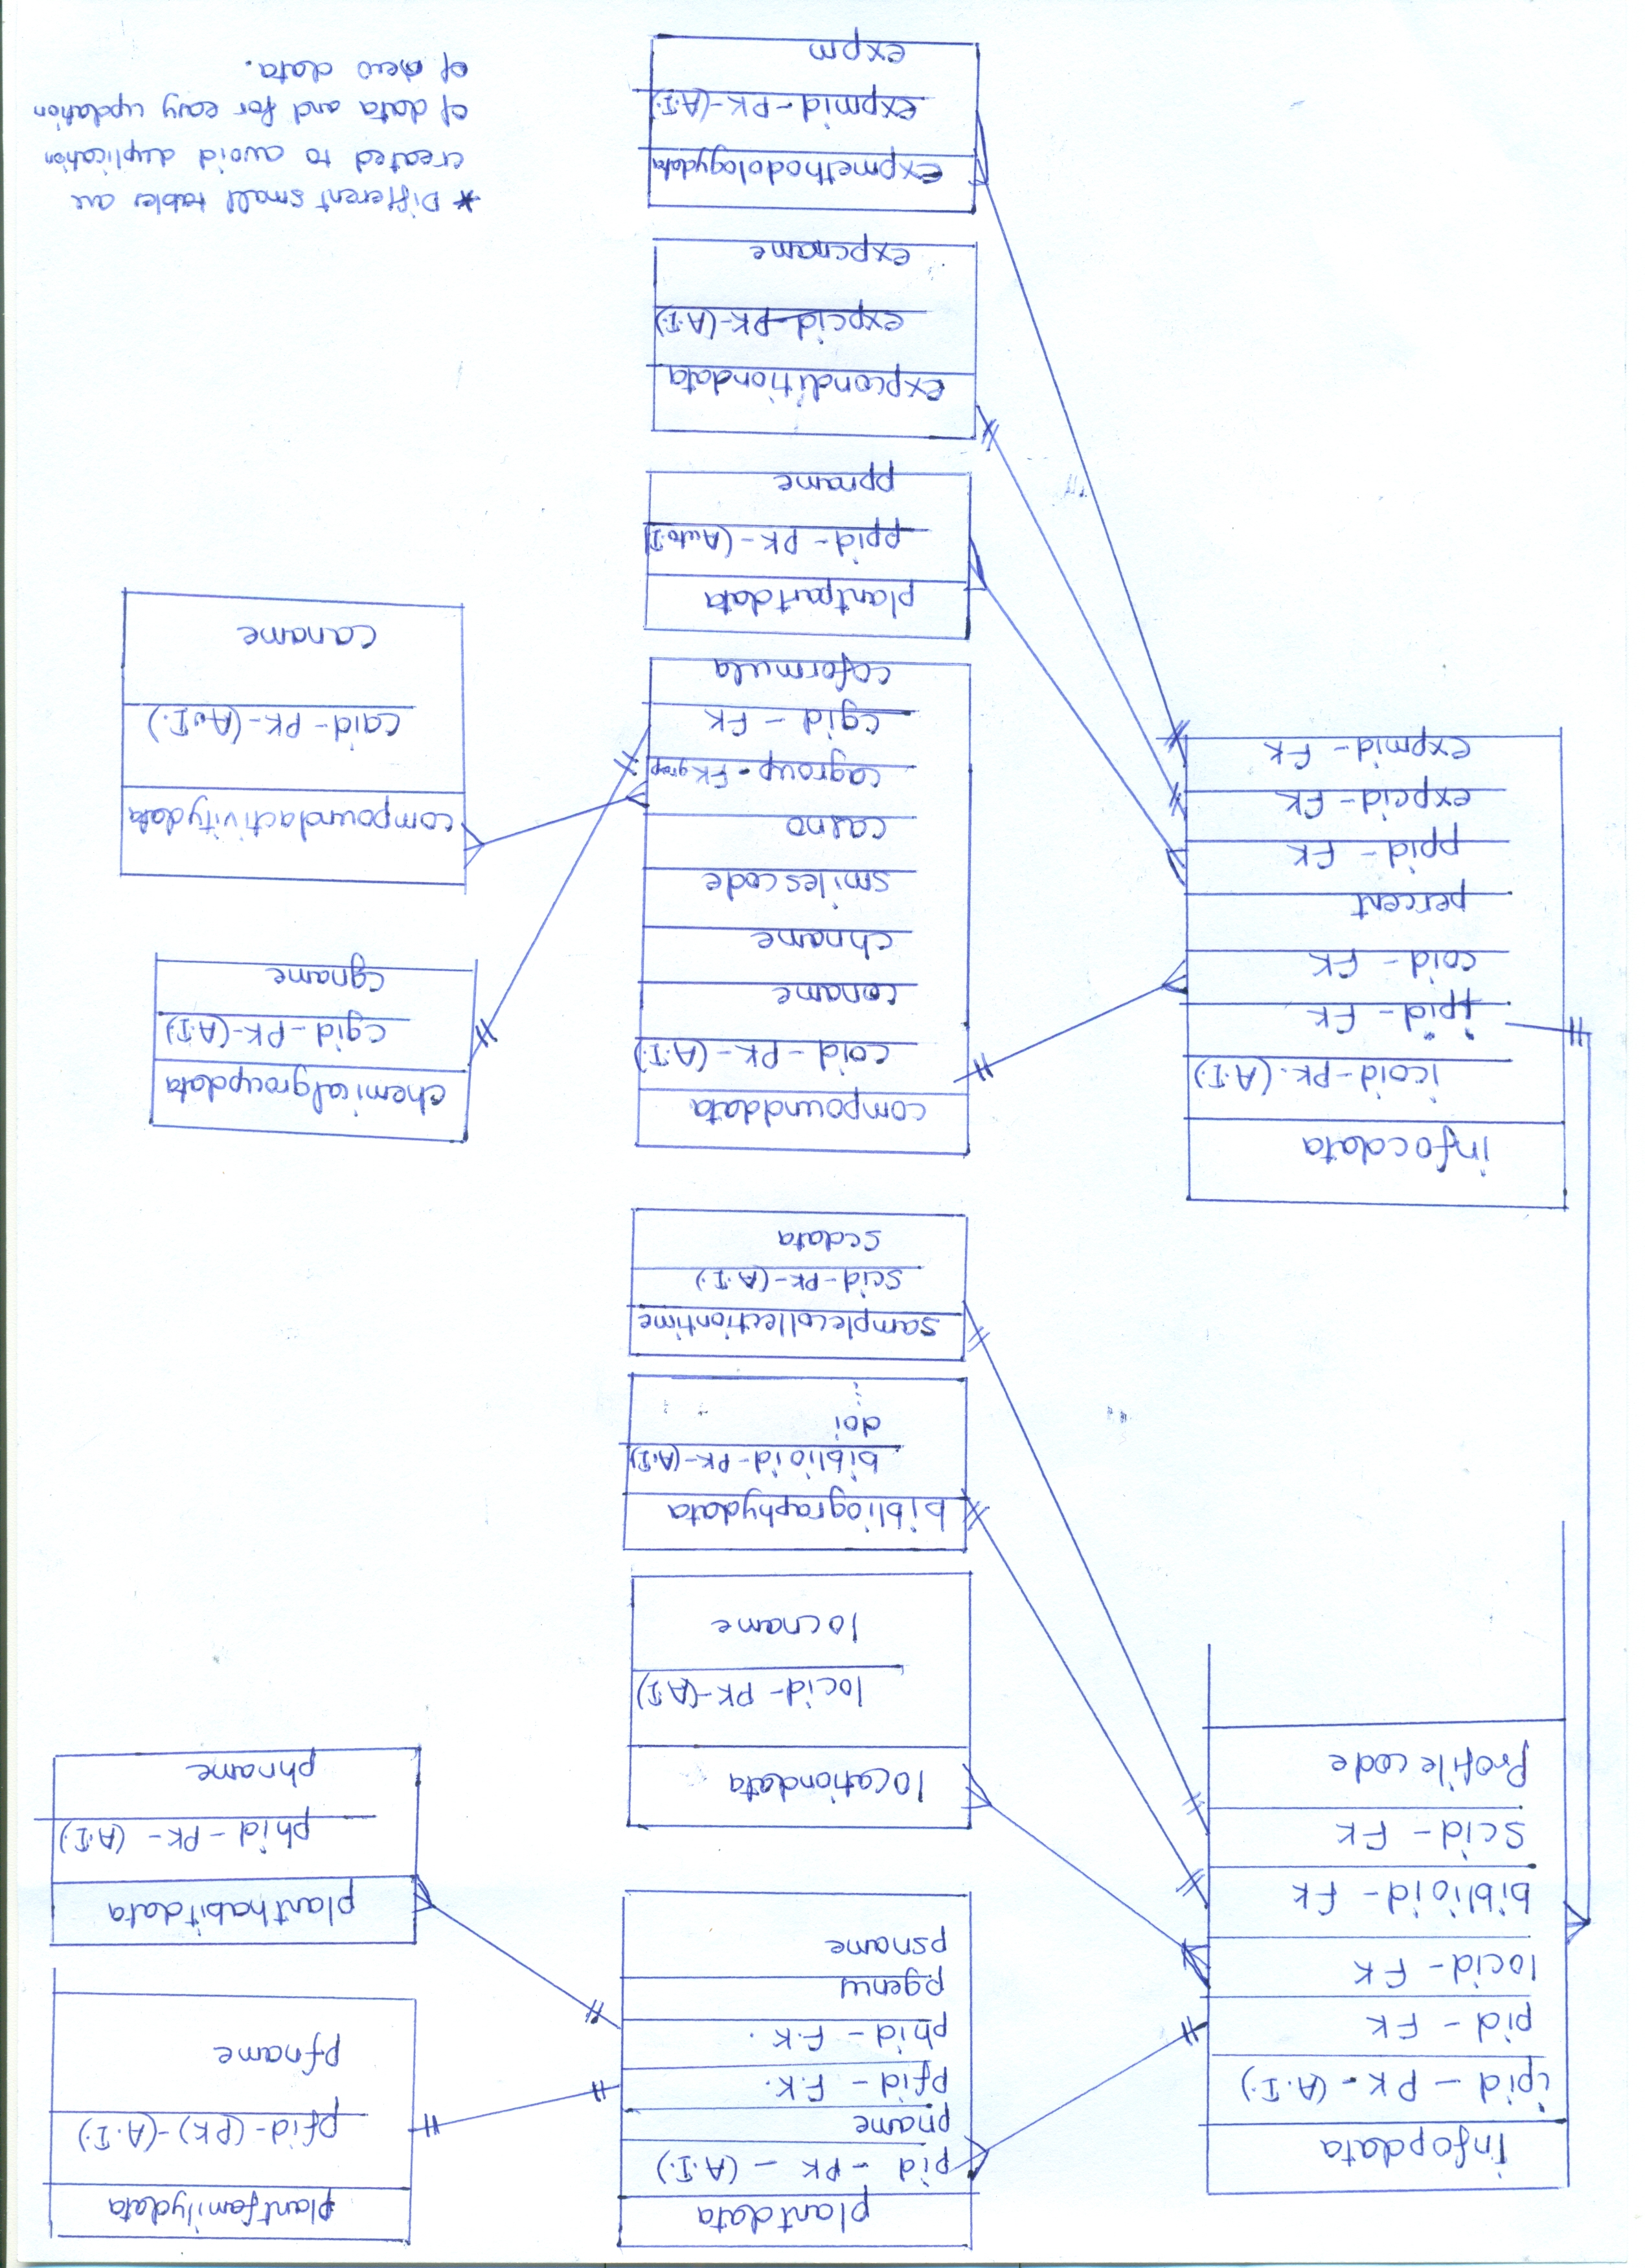 infopdata
ipid - PK - (A.I.)
pid - FK
locid - FK
biblioid - FK
scid - FK
Profile code
plantdata
pid - PK - (A.I.)
pname
pfid - F.K.
phid - F.K.
pgenus
psname
plantfamilydata
pfid - (PK) - (A.I.)
pfname
planthabitdata
phid - PK - (A.I)
phname
locationdata
locid - PK - (A I)
locname
bibliographydata
biblioid - PK - (A.I)
doi
⋮
samplecollectiontime
scid - PK - (A.I.)
scdata
infocdata
icoid - PK. (A.I.)
ipid - FK
coid - FK
percent
ppid - FK
expcid - FK
expmid - FK
compounddata
coid - PK - (A.I.)
coname
chname
smilescode
casno
cagroup - FK grop
cgid - FK
coformula
chemicalgroupdata
cgid - PK - (A.I)
cgname
compoundactivitydata
caid - PK - (A.I.)
caname
plantpartdata
ppid - PK - (Auto.I
ppname
expconditiondata
expcid - PK - (A.I)
expcname
expmethodologydata
expmid - PK - (A.I)
expm
* Different small tables are
created to avoid duplication
of data and for easy updation
of new data.